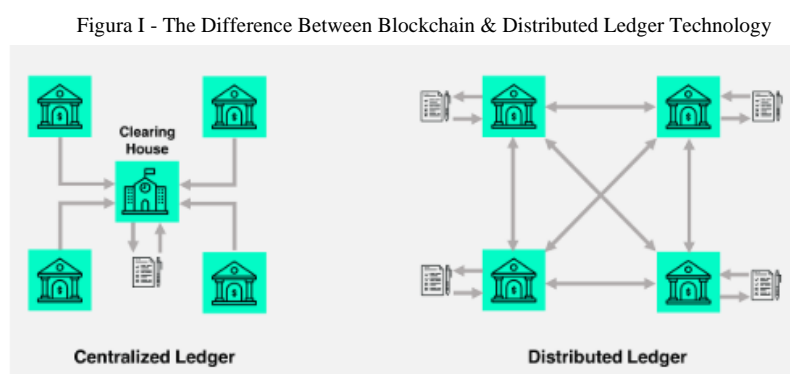 Figura I - The Difference Between Blockchain & Distributed Ledger Technology
Clearing
House
Centralized Ledger
Distributed Ledger